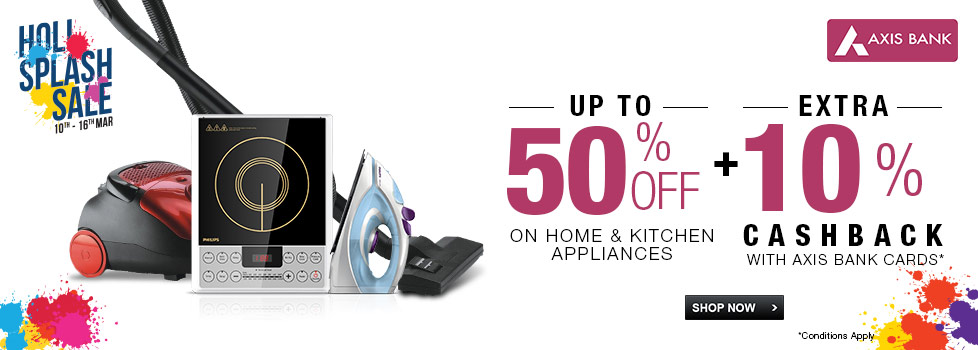 HOLI
SPLASH
SALE
10TH - 16TH MAR
AXIS BANK
UP TO
50% OFF
ON HOME & KITCHEN
APPLIANCES
+
EXTRA
10%
CASHBACK
WITH AXIS BANK CARDS*
PHILIPS
SHOP NOW >
*Conditions Apply